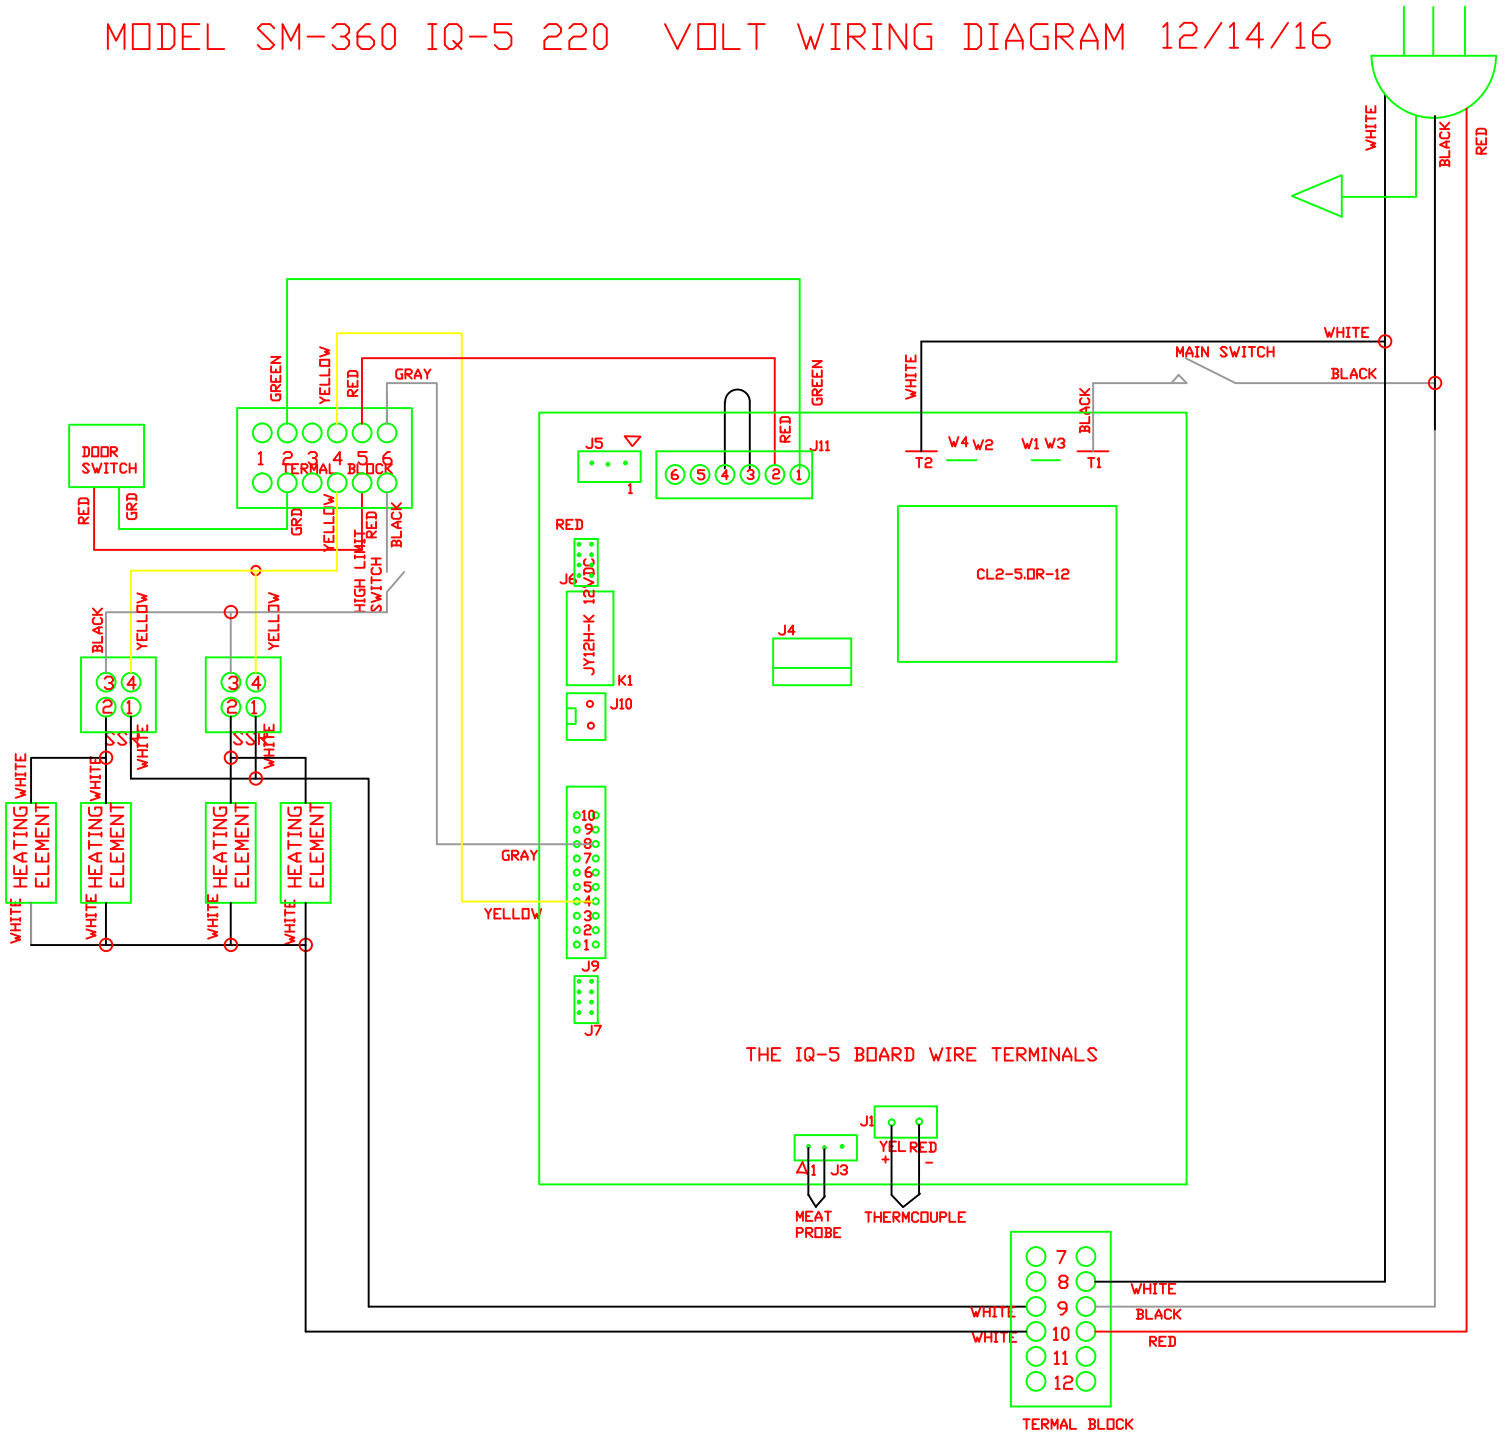 MODEL SM-360 IQ-5 220 VOLT WIRING DIAGRAM 12/14/16
WHITE
BLACK
RED
WHITE
MAIN SWITCH
BLACK
WHITE
BLACK
GREEN
YELLOW
RED
GRAY
GREEN
RED
DOOR
SWITCH
1 2 3 4 5 6
TERMAL BLOCK
RED
GRD
GRD
YELLOW
RED
BLACK
HIGH LIMIT
SWITCH
J5
1
J11
6 5 4 3 2 1
T2
W4 W2
W1 W3
T1
RED
J6
JY12H-K 12VDC
K1
J10
J4
CL2-5.0R-12
BLACK
YELLOW
YELLOW
3 4
2 1
SSR
3 4
2 1
SSR
WHITE
WHITE
WHITE
WHITE
HEATING
ELEMENT
HEATING
ELEMENT
HEATING
ELEMENT
HEATING
ELEMENT
WHITE
WHITE
WHITE
WHITE
10
9
8
7
6
5
4
3
2
1
GRAY
YELLOW
J9
J7
THE IQ-5 BOARD WIRE TERMINALS
J1
YEL RED
+ -
1 J3
MEAT
PROBE
THERMCOUPLE
7
8
9
10
11
12
WHITE
BLACK
RED
WHITE
WHITE
TERMAL BLOCK